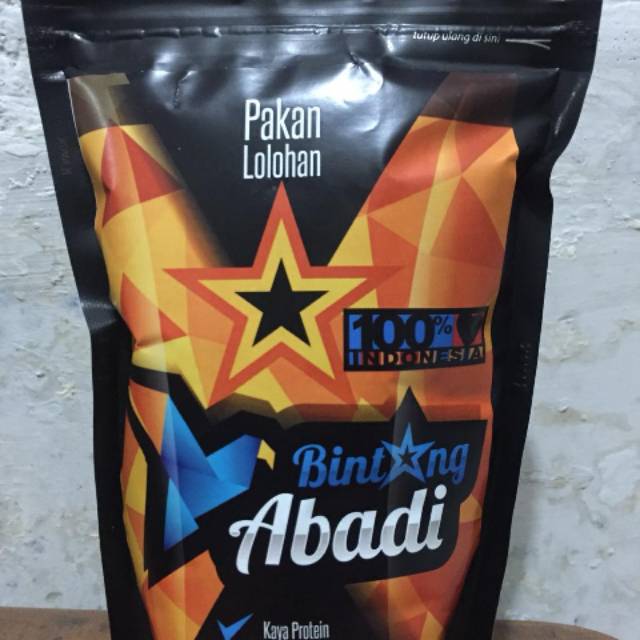 tutup ulang di sini
Pakan
Lolohan
100%
INDONESIA
Bintang
Abadi
Kaya Protein